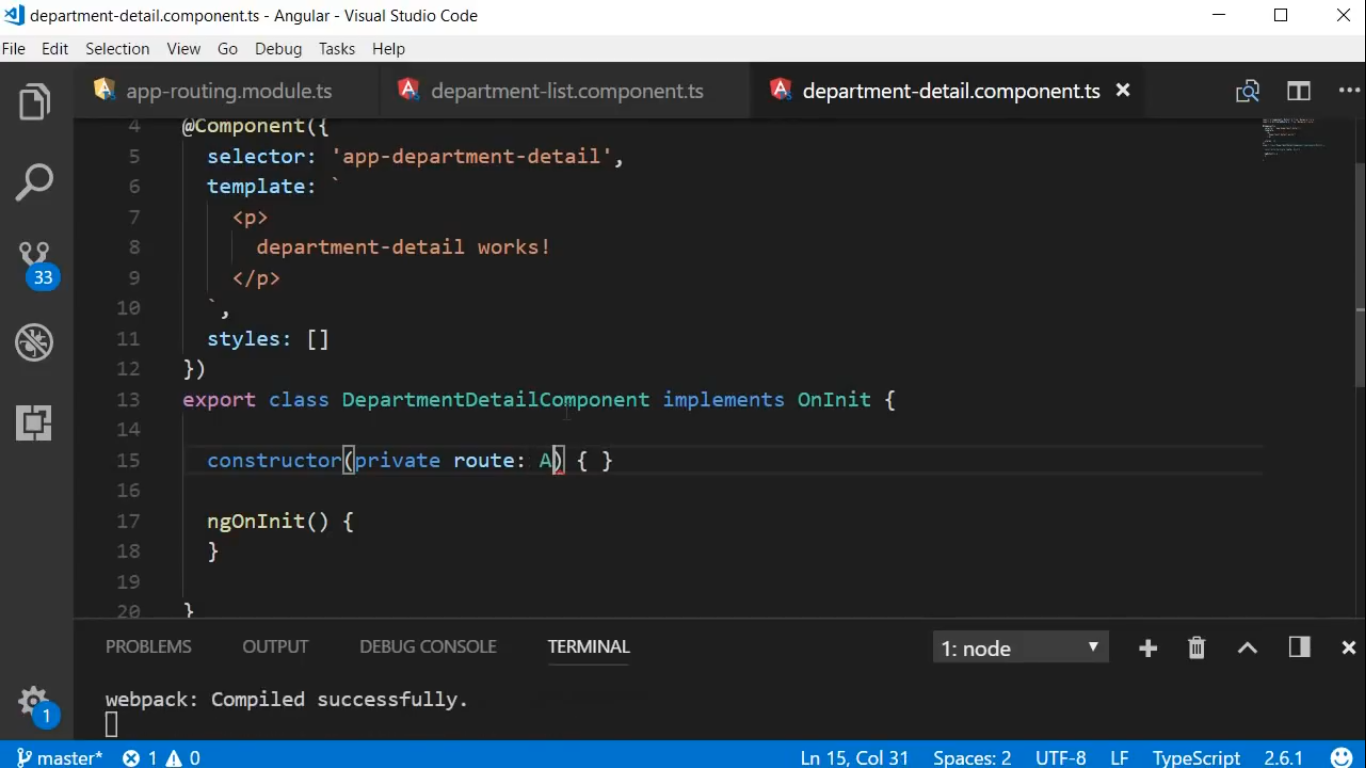 department-detail.component.ts - Angular - Visual Studio Code
File Edit Selection View Go Debug Tasks Help
app-routing.module.ts department-list.component.ts department-detail.component.ts
4 @Component({
5 selector: 'app-department-detail',
6 template: `
7 <p>
8 department-detail works!
9 </p>
10 `,
11 styles: []
12 })
13 export class DepartmentDetailComponent implements OnInit {
14
15 constructor(private route: A) { }
16
17 ngOnInit() {
18 }
19
20 }
33
PROBLEMS OUTPUT DEBUG CONSOLE TERMINAL 1: node
webpack: Compiled successfully.
1
master* 1 0 Ln 15, Col 31 Spaces: 2 UTF-8 LF TypeScript 2.6.1